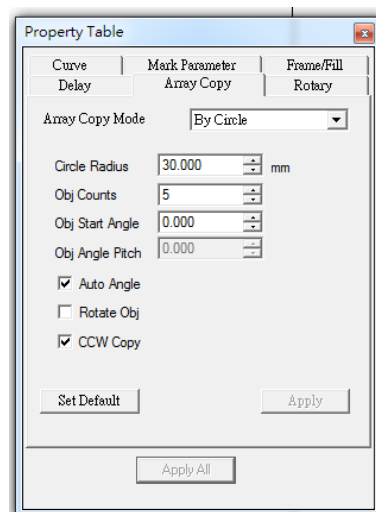 Property Table
Curve Mark Parameter Frame/Fill
Delay Array Copy Rotary
Array Copy Mode By Circle
Circle Radius 30.000 mm
Obj Counts 5
Obj Start Angle 0.000
Obj Angle Pitch 0.000
Auto Angle
Rotate Obj
CCW Copy
Set Default Apply
Apply All